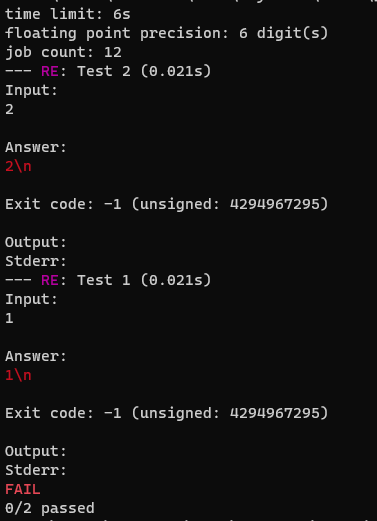 time limit: 6s
floating point precision: 6 digit(s)
job count: 12
--- RE: Test 2 (0.021s)
Input:
2
Answer:
2\n
Exit code: -1 (unsigned: 4294967295)
Output:
Stderr:
--- RE: Test 1 (0.021s)
Input:
1
Answer:
1\n
Exit code: -1 (unsigned: 4294967295)
Output:
Stderr:
FAIL
0/2 passed